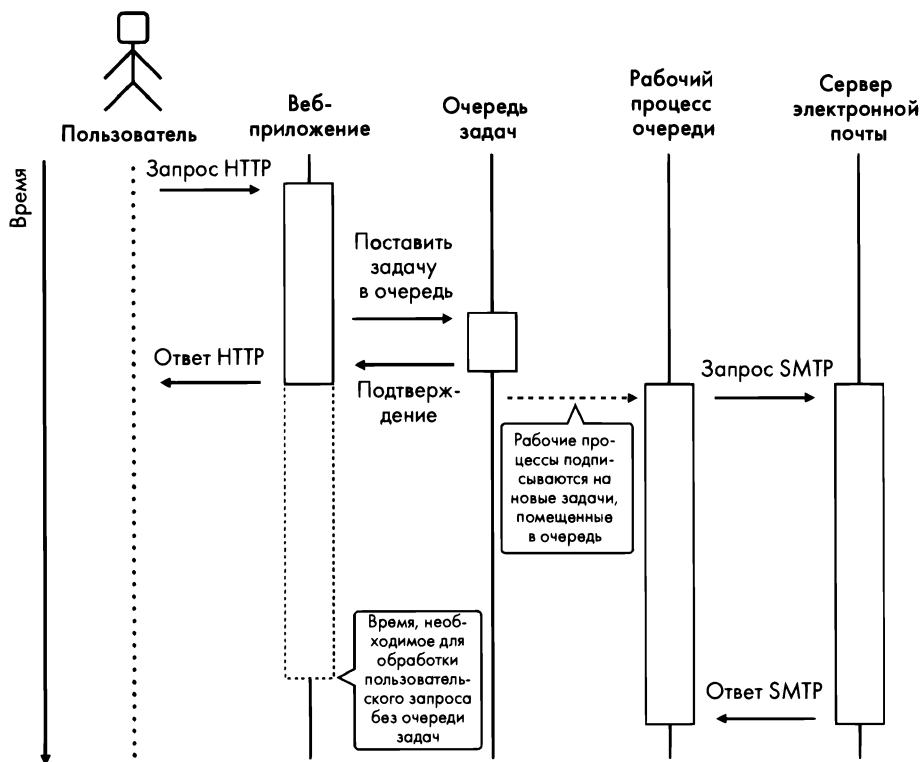 Пользователь
Веб-
приложение
Очередь
задач
Рабочий
процесс
очереди
Сервер
электронной
почты
Время
Запрос HTTP
Поставить
задачу
в очередь
Ответ HTTP
Подтверж-
дение
Запрос SMTP
Рабочие про-
цессы подпи-
сываются на
новые задачи,
помещенные
в очередь
Время, необ-
ходимое для
обработки
пользователь-
ского запроса
без очереди
задач
Ответ SMTP